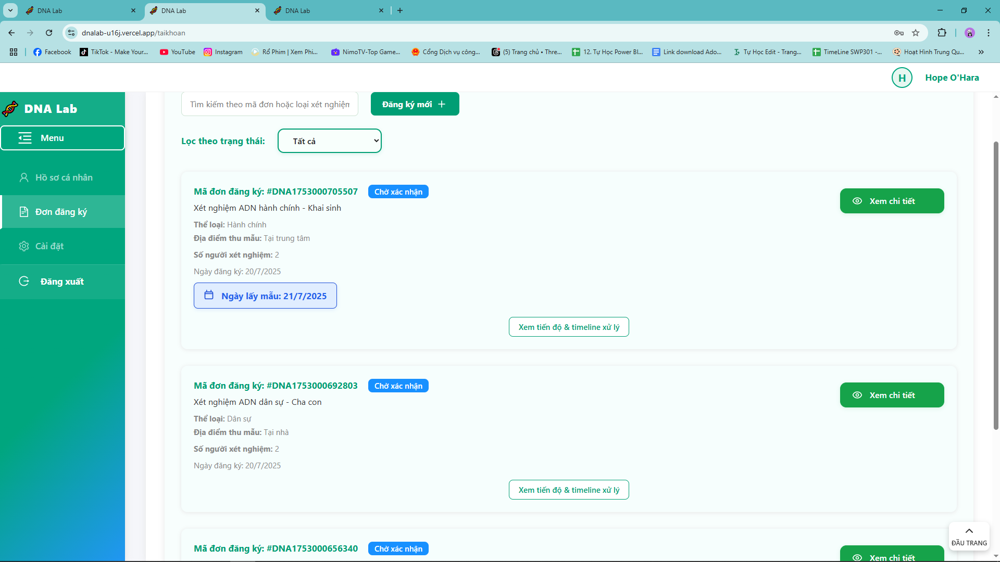 DNA Lab
DNA Lab
DNA Lab
dnalab-u16j.vercel.app/taikhoan
Facebook
TikTok - Make Your...
YouTube
Instagram
Rổ Phim | Xem Phi...
NimoTV-Top Game...
Cổng Dịch vụ công...
(5) Trang chủ • Thre...
12. Tự Học Power BI...
Link download Ado...
Tự Học Edit - Trang...
TimeLine SWP301 -...
Hoạt Hình Trung Qu...
H
Hope O'Hara
DNA Lab
Menu
Hồ sơ cá nhân
Đơn đăng ký
Cài đặt
Đăng xuất
Tìm kiếm theo mã đơn hoặc loại xét nghiệm
Đăng ký mới
Lọc theo trạng thái:
Tất cả
Mã đơn đăng ký: #DNA1753000705507
Chờ xác nhận
Xem chi tiết
Xét nghiệm ADN hành chính - Khai sinh
Thể loại: Hành chính
Địa điểm thu mẫu: Tại trung tâm
Số người xét nghiệm: 2
Ngày đăng ký: 20/7/2025
Ngày lấy mẫu: 21/7/2025
Xem tiến độ & timeline xử lý
Mã đơn đăng ký: #DNA1753000692803
Chờ xác nhận
Xem chi tiết
Xét nghiệm ADN dân sự - Cha con
Thể loại: Dân sự
Địa điểm thu mẫu: Tại nhà
Số người xét nghiệm: 2
Ngày đăng ký: 20/7/2025
Xem tiến độ & timeline xử lý
Mã đơn đăng ký: #DNA1753000656340
Chờ xác nhận
Xem chi tiết
ĐẦU TRANG